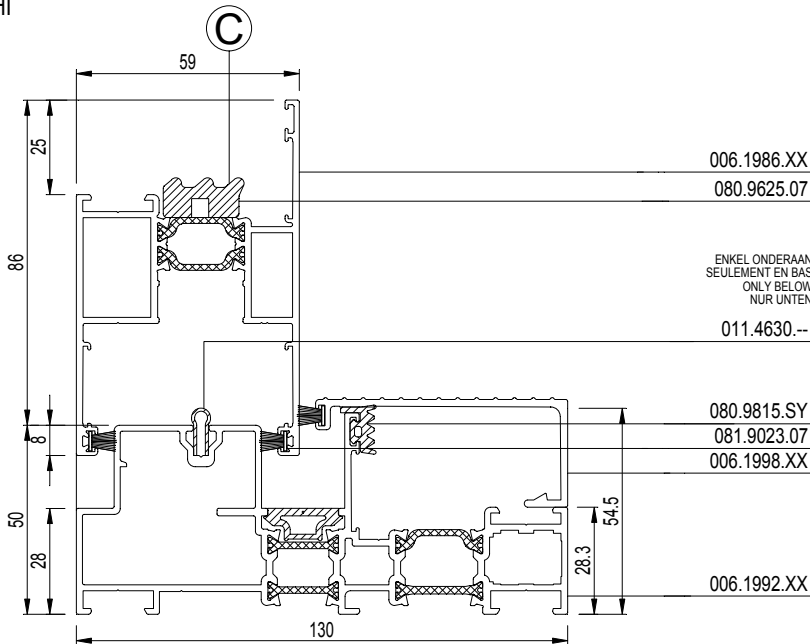 HI
C
59
25
86
8
50
28
006.1986.XX
080.9625.07
ENKEL ONDERAAN
SEULEMENT EN BAS
ONLY BELOW
NUR UNTEN
011.4630.--
080.9815.SY
081.9023.07
006.1998.XX
54.5
28.3
006.1992.XX
130